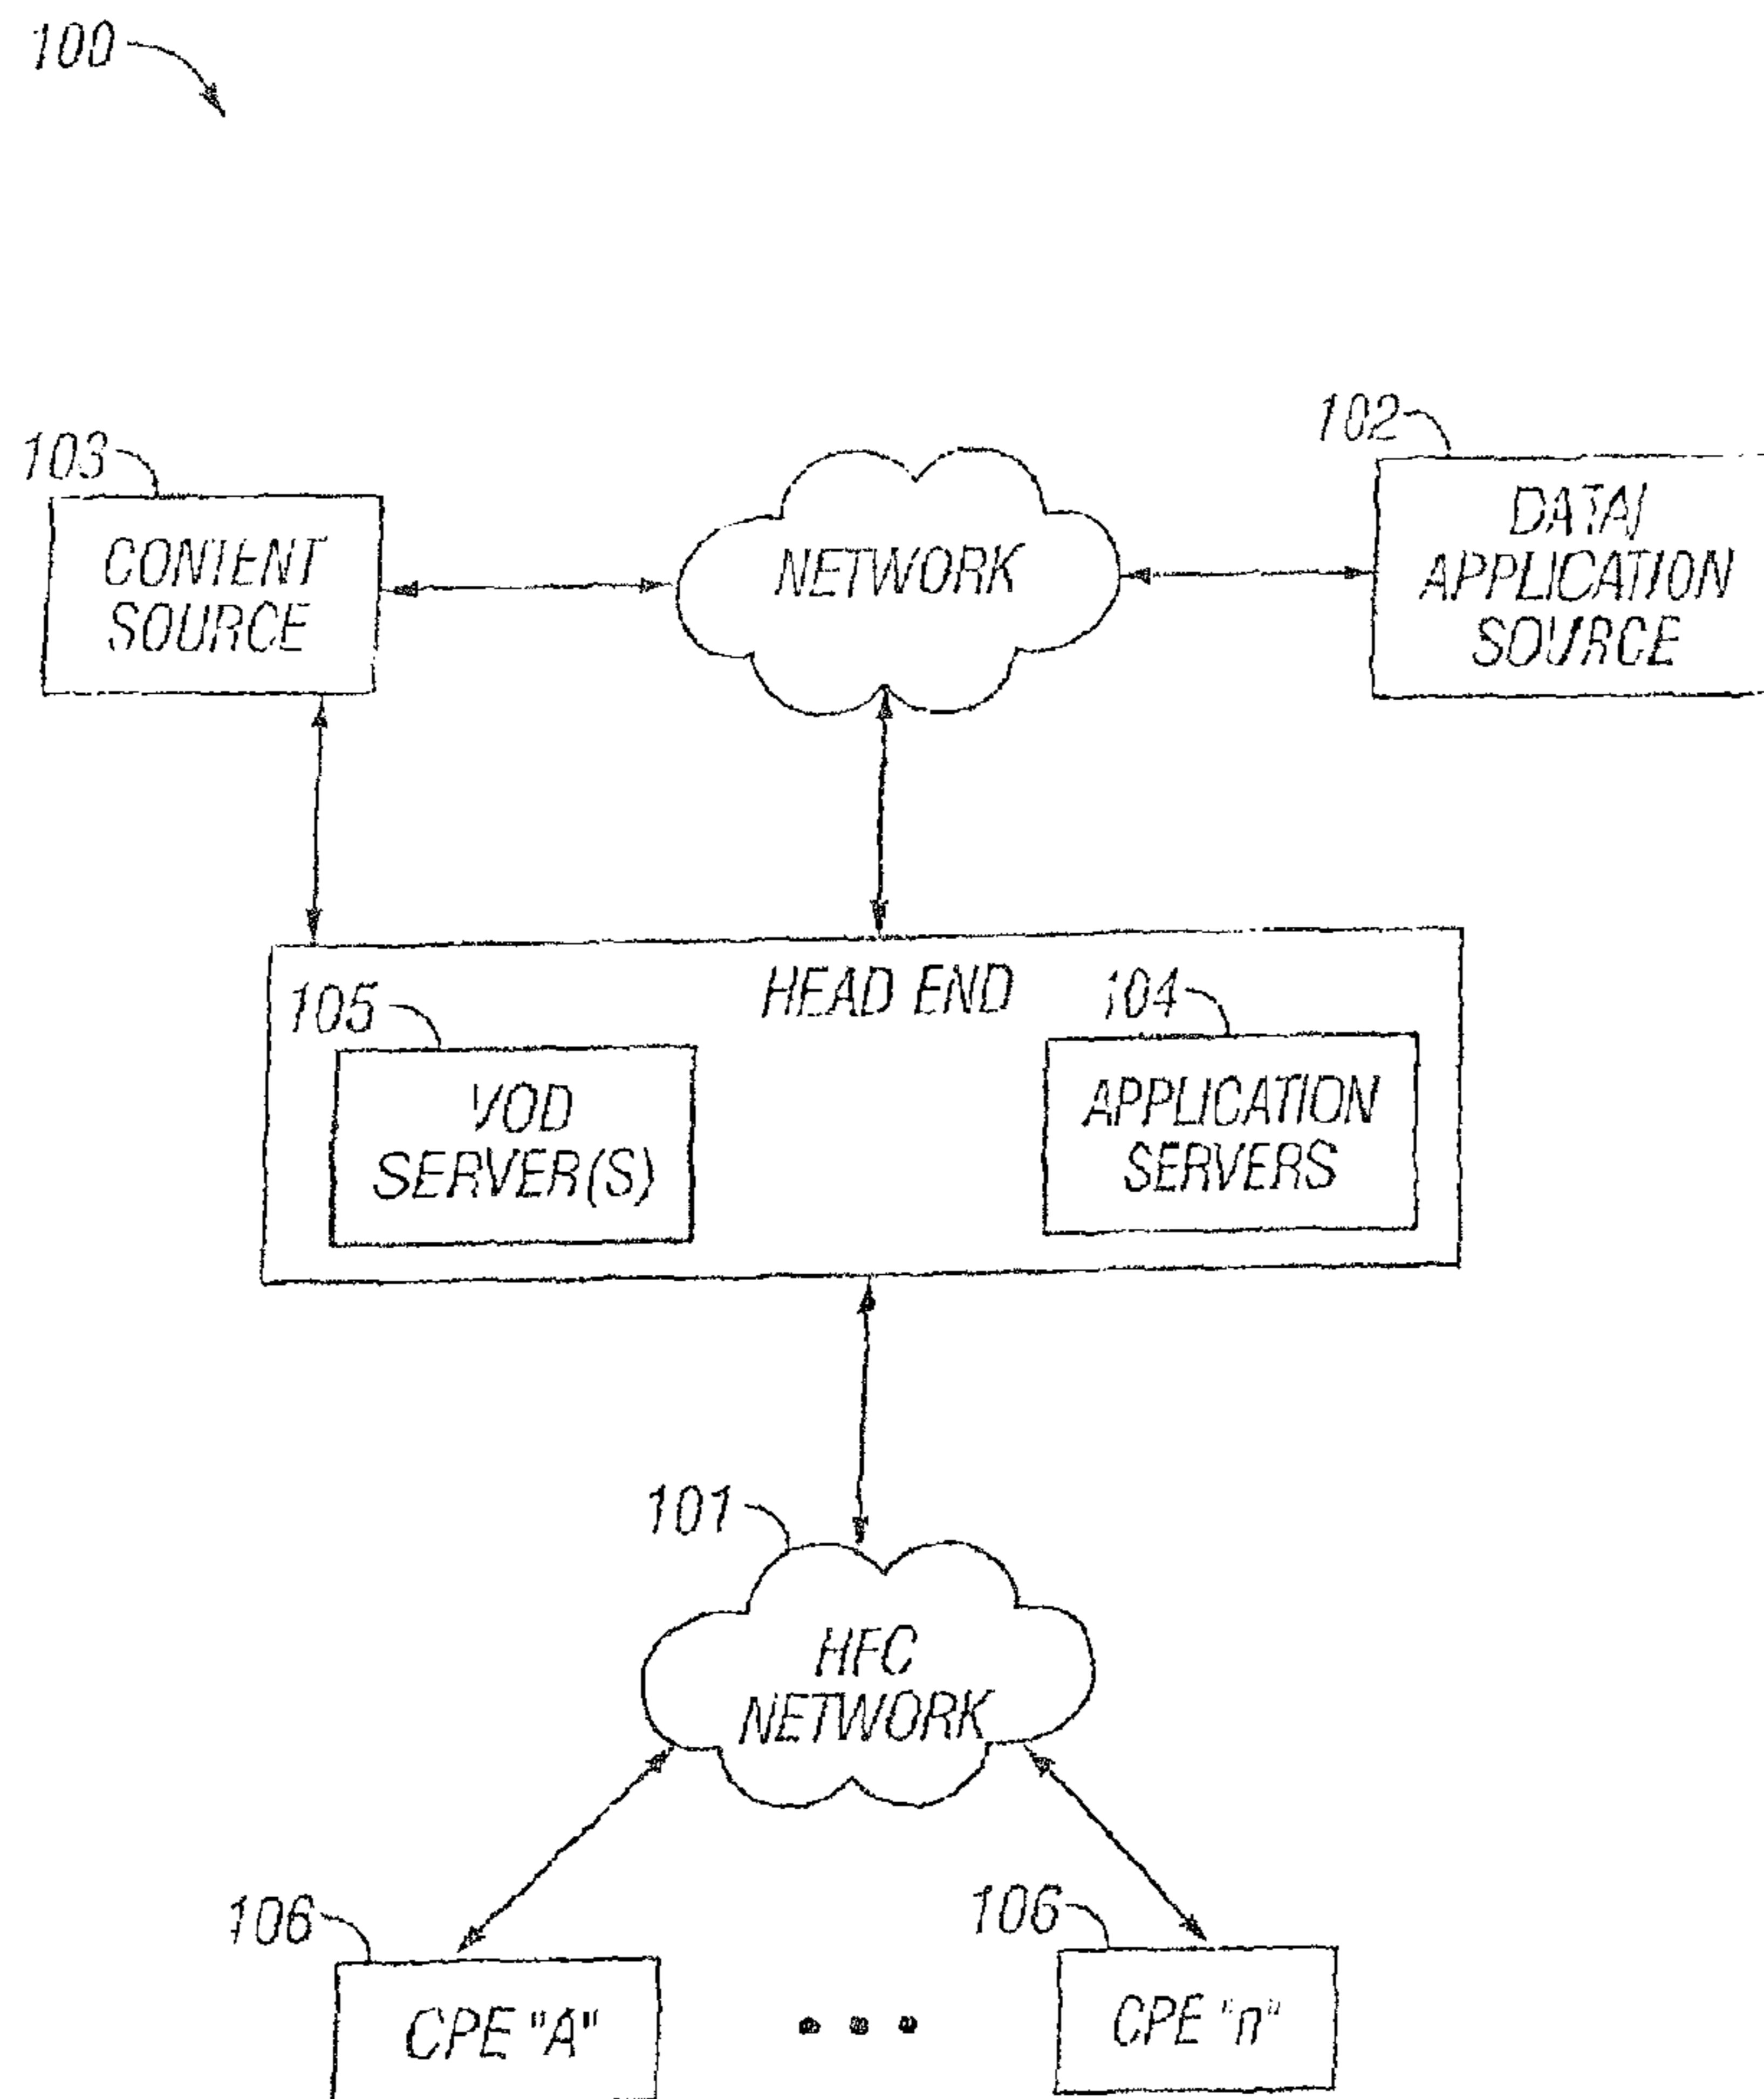 100
103
CONTENT
SOURCE
NETWORK
102
DATA/
APPLICATION
SOURCE
HEAD END
105
VOD
SERVER(S)
104
APPLICATION
SERVERS
101
HFC
NETWORK
106
CPE "A"
106
CPE "n"